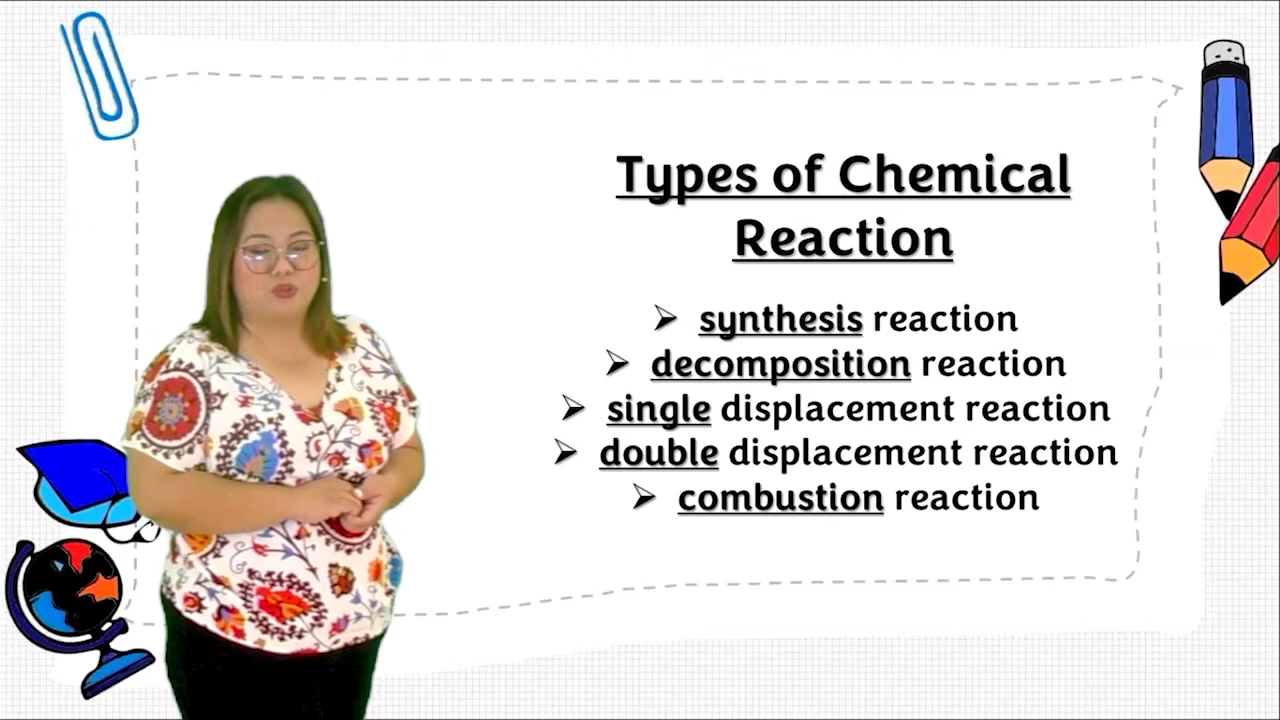 Types of Chemical
Reaction
➢ synthesis reaction
➢ decomposition reaction
➢ single displacement reaction
➢ double displacement reaction
➢ combustion reaction